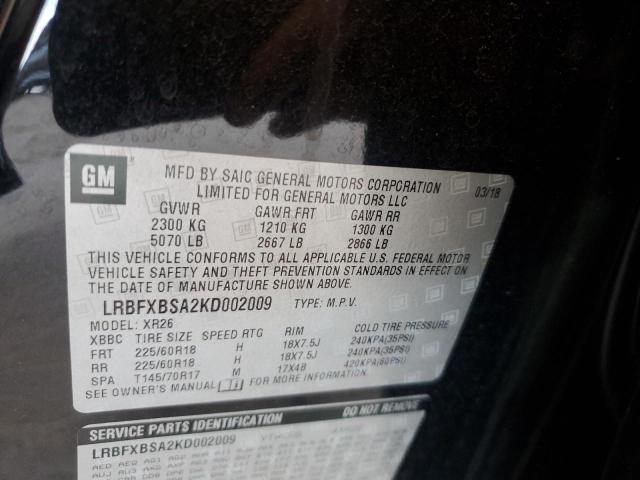 GM
MFD BY SAIC GENERAL MOTORS CORPORATION
LIMITED FOR GENERAL MOTORS LLC
03/18
GVWR GAWR FRT GAWR RR
2300 KG 1210 KG 1300 KG
5070 LB 2667 LB 2866 LB
THIS VEHICLE CONFORMS TO ALL APPLICABLE U.S. FEDERAL MOTOR
VEHICLE SAFETY AND THEFT PREVENTION STANDARDS IN EFFECT ON
THE DATE OF MANUFACTURE SHOWN ABOVE.
LRBFXBSA2KD002009 TYPE: M.P.V.
MODEL: XR26
XBBC TIRE SIZE SPEED RTG RIM COLD TIRE PRESSURE
FRT 225/60R18 H 18X7.5J 240KPA(35PSI)
RR 225/60R18 H 18X7.5J 240KPA(35PSI)
SPA T145/70R17 M 17X4B 420KPA(60PSI)
SEE OWNER'S MANUAL FOR MORE INFORMATION.
SERVICE PARTS IDENTIFICATION DO NOT REMOVE
LRBFXBSA2KD002009